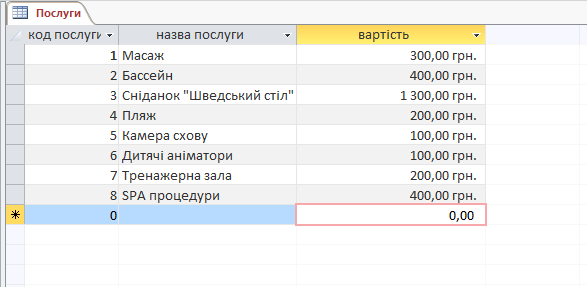 Послуги
код послуги назва послуги вартість
1 Масаж 300,00 грн.
2 Бассейн 400,00 грн.
3 Сніданок "Шведський стіл" 1 300,00 грн.
4 Пляж 200,00 грн.
5 Камера схову 100,00 грн.
6 Дитячі аніматори 100,00 грн.
7 Тренажерна зала 200,00 грн.
8 SPA процедури 400,00 грн.
0 0,00